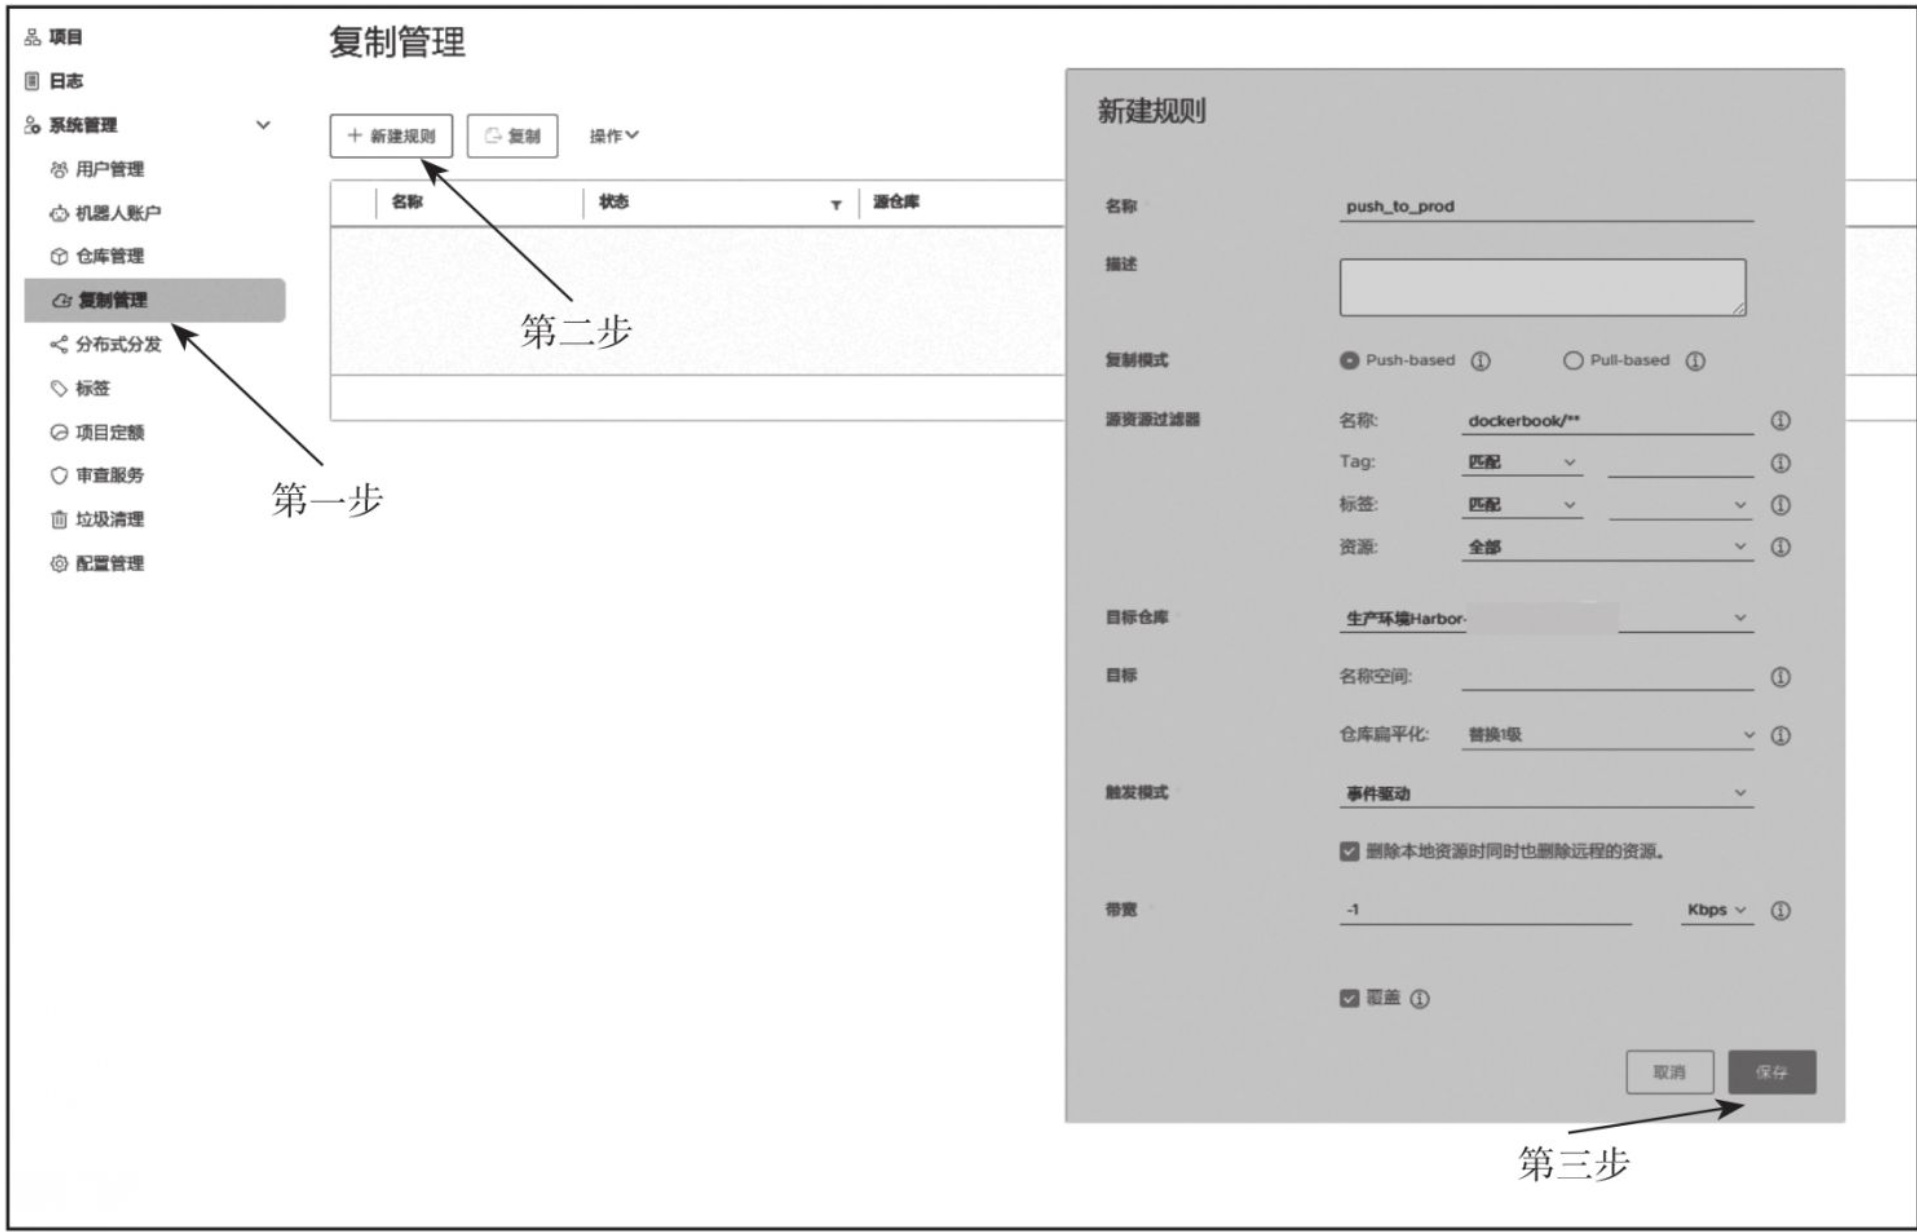 项目
日志
系统管理
用户管理
机器人账户
仓库管理
复制管理
分布式分发
标签
项目定额
审查服务
垃圾清理
配置管理
第一步
复制管理
新建规则 复制 操作
名称 状态 源仓库
第二步
新建规则
名称 push_to_prod
描述
复制模式 Push-based Pull-based
源资源过滤器 名称: dockerbook/**
Tag: 匹配
标签: 匹配
资源: 全部
目标仓库 生产环境Harbor-
目标 名称空间:
仓库扁平化: 替换1级
触发模式 事件驱动
删除本地资源时同时也删除远程的资源。
带宽 -1 Kbps
覆盖
取消 保存
第三步